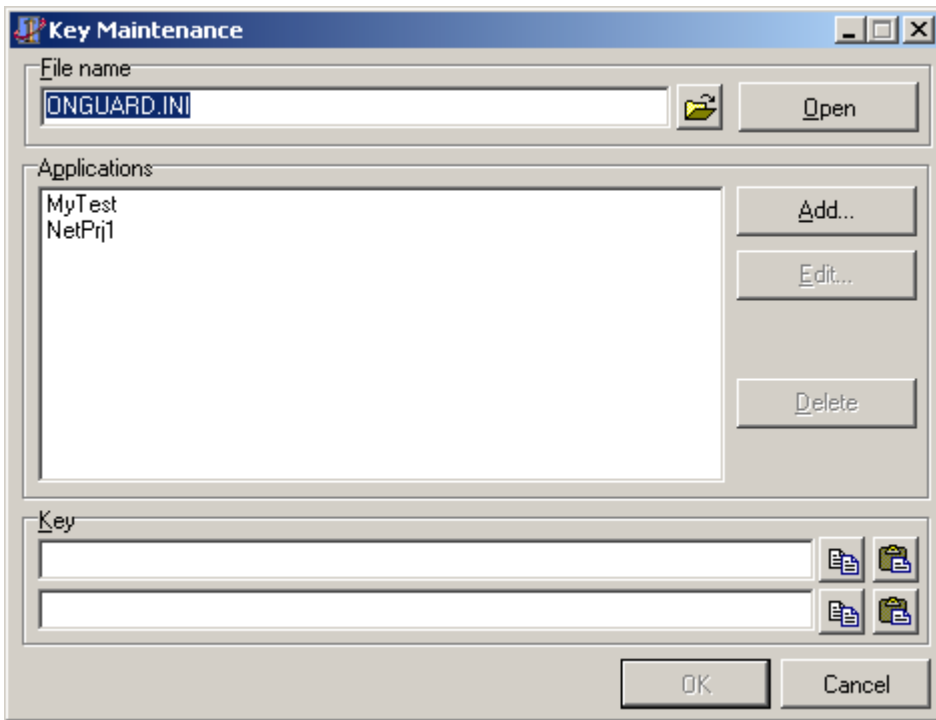 Key Maintenance
File name
ONGUARD.INI
Open
Applications
MyTest
NetPrj1
Add...
Edit...
Delete
Key
OK
Cancel